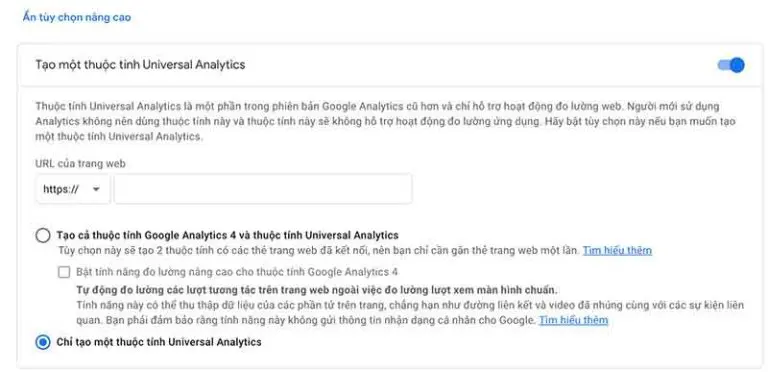 Ẩn tùy chọn nâng cao
Tạo một thuộc tính Universal Analytics
Thuộc tính Universal Analytics là một phần trong phiên bản Google Analytics cũ hơn và chỉ hỗ trợ hoạt động đo lường web. Người mới sử dụng
Analytics không nên dùng thuộc tính này và thuộc tính này sẽ không hỗ trợ hoạt động đo lường ứng dụng. Hãy bật tùy chọn này nếu bạn muốn tạo
một thuộc tính Universal Analytics.
URL của trang web
https://
Tạo cả thuộc tính Google Analytics 4 và thuộc tính Universal Analytics
Tùy chọn này sẽ tạo 2 thuộc tính có các thẻ trang web đã kết nối, nên bạn chỉ cần gắn thẻ trang web một lần. Tìm hiểu thêm
Bật tính năng đo lường nâng cao cho thuộc tính Google Analytics 4
Tự động đo lường các lượt tương tác trên trang web ngoài việc đo lường lượt xem màn hình chuẩn.
Tính năng này có thể thu thập dữ liệu của các phần tử trên trang, chẳng hạn như đường liên kết và video đã nhúng cùng với các sự kiện liên
quan. Bạn phải đảm bảo rằng tính năng này không gửi thông tin nhận dạng cá nhân cho Google. Tìm hiểu thêm
Chỉ tạo một thuộc tính Universal Analytics